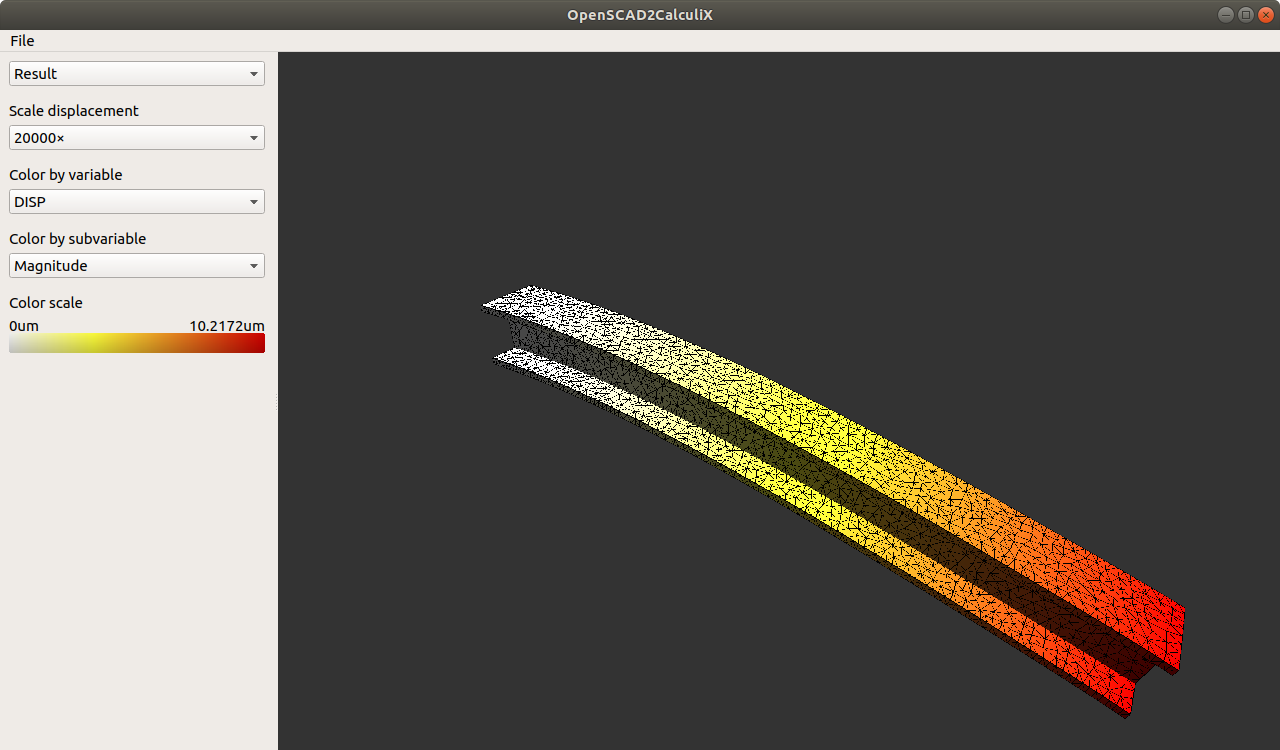 OpenSCAD2CalculiX
File
Result
Scale displacement
20000×
Color by variable
DISP
Color by subvariable
Magnitude
Color scale
0um 10.2172um